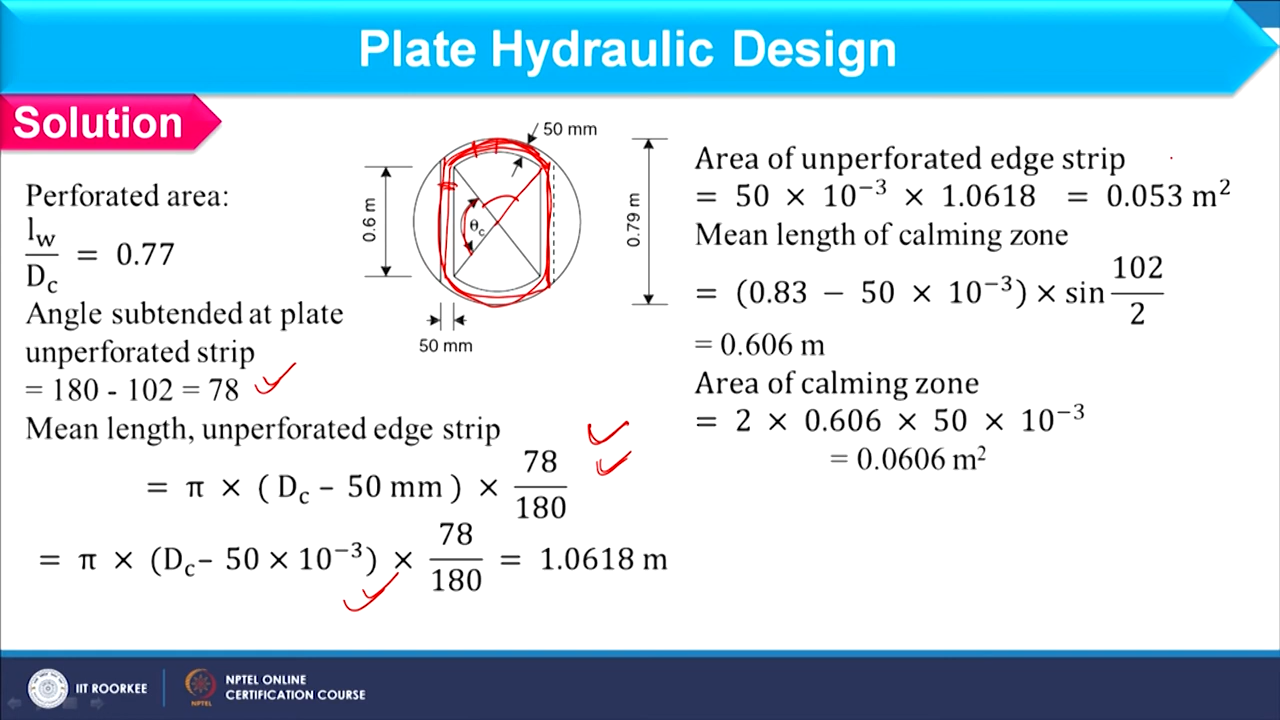 Plate Hydraulic Design
Solution
Perforated area:
l_w / D_c = 0.77
Angle subtended at plate
unperforated strip
= 180 - 102 = 78
Mean length, unperforated edge strip
= π × ( D_c – 50 mm ) × 78/180
= π × (D_c – 50 × 10⁻³) × 78/180 = 1.0618 m
50 mm
0.6 m
θ_c
0.79 m
50 mm
Area of unperforated edge strip
= 50 × 10⁻³ × 1.0618 = 0.053 m²
Mean length of calming zone
= (0.83 − 50 × 10⁻³) × sin 102/2
= 0.606 m
Area of calming zone
= 2 × 0.606 × 50 × 10⁻³
= 0.0606 m²
IIT ROORKEE
NPTEL
NPTEL ONLINE
CERTIFICATION COURSE